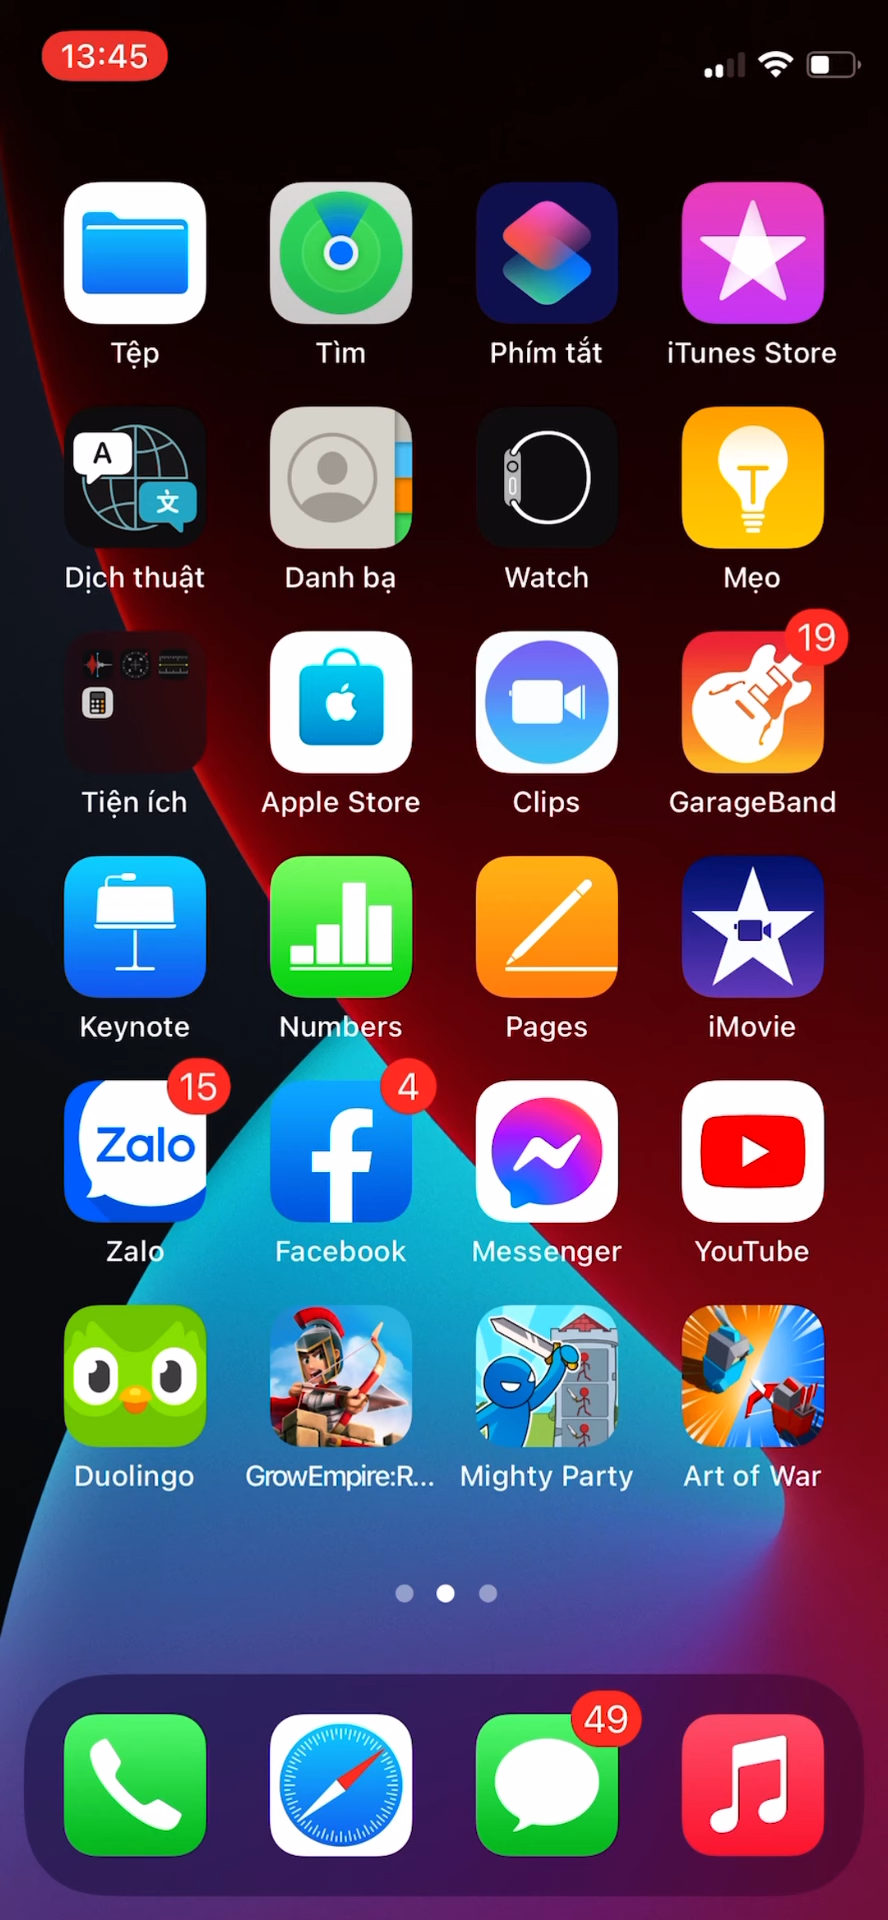 13:45
Tệp
Tìm
Phím tắt
iTunes Store
A
文
Dịch thuật
Danh bạ
Watch
Mẹo
19
Tiện ích
Apple Store
Clips
GarageBand
Keynote
Numbers
Pages
iMovie
15
4
Zalo
Zalo
Facebook
Messenger
YouTube
Duolingo
GrowEmpire:R...
Mighty Party
Art of War
49